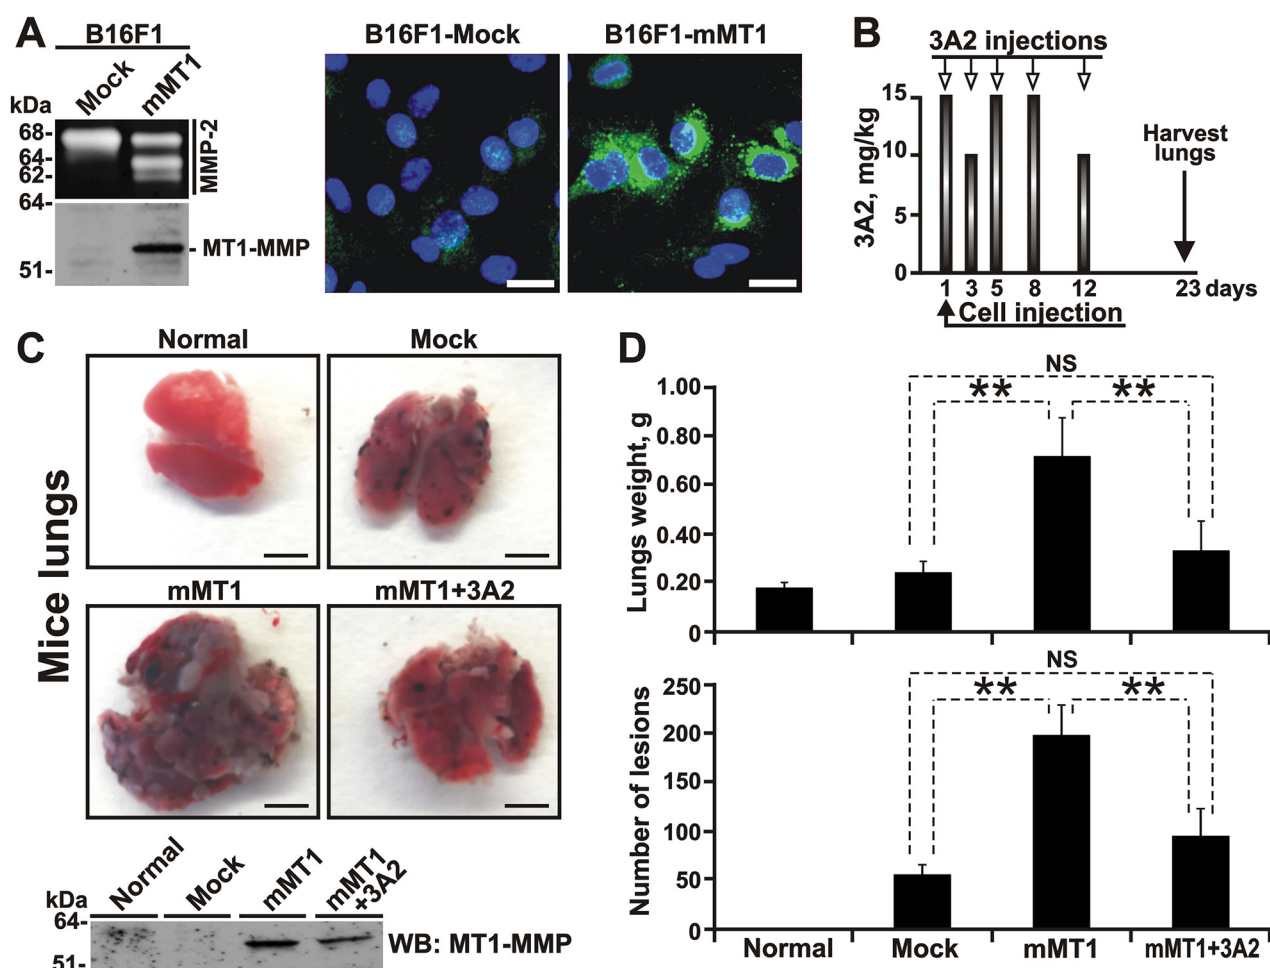 A
B16F1
Mock
mMT1
kDa
68-
64-
62-
MMP-2
64-
51-
- MT1-MMP
B16F1-Mock
B16F1-mMT1
B
3A2 injections
3A2, mg/kg
15
10
5
0
1 3 5 8 12 23 days
Harvest
lungs
Cell injection
C
Mice lungs
Normal
Mock
mMT1
mMT1+3A2
kDa
64-
51-
Normal
Mock
mMT1
mMT1
+3A2
WB: MT1-MMP
D
Lungs weight, g
1.00
0.80
0.60
0.40
0.20
0
NS
**
**
Number of lesions
250
200
150
100
50
0
NS
**
**
Normal
Mock
mMT1
mMT1+3A2